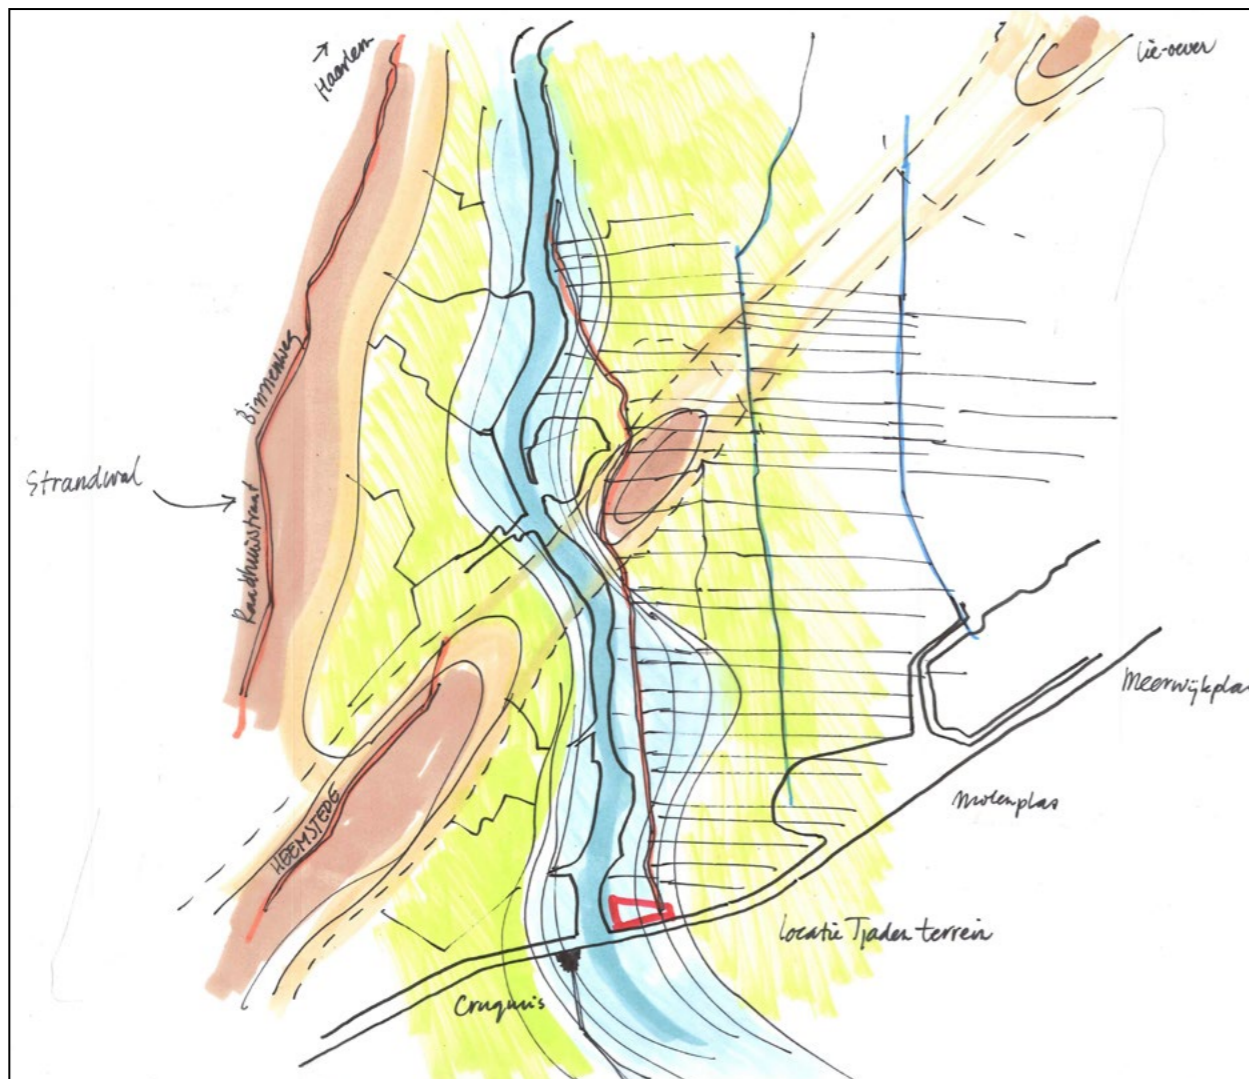 Haarlem
Lie-oever
Binnenweg
Strandwal
Raadhuisstraat
Meerwijkplas
HEEMSTEDE
Molenplas
Locatie Tjaden terrein
Cruquius